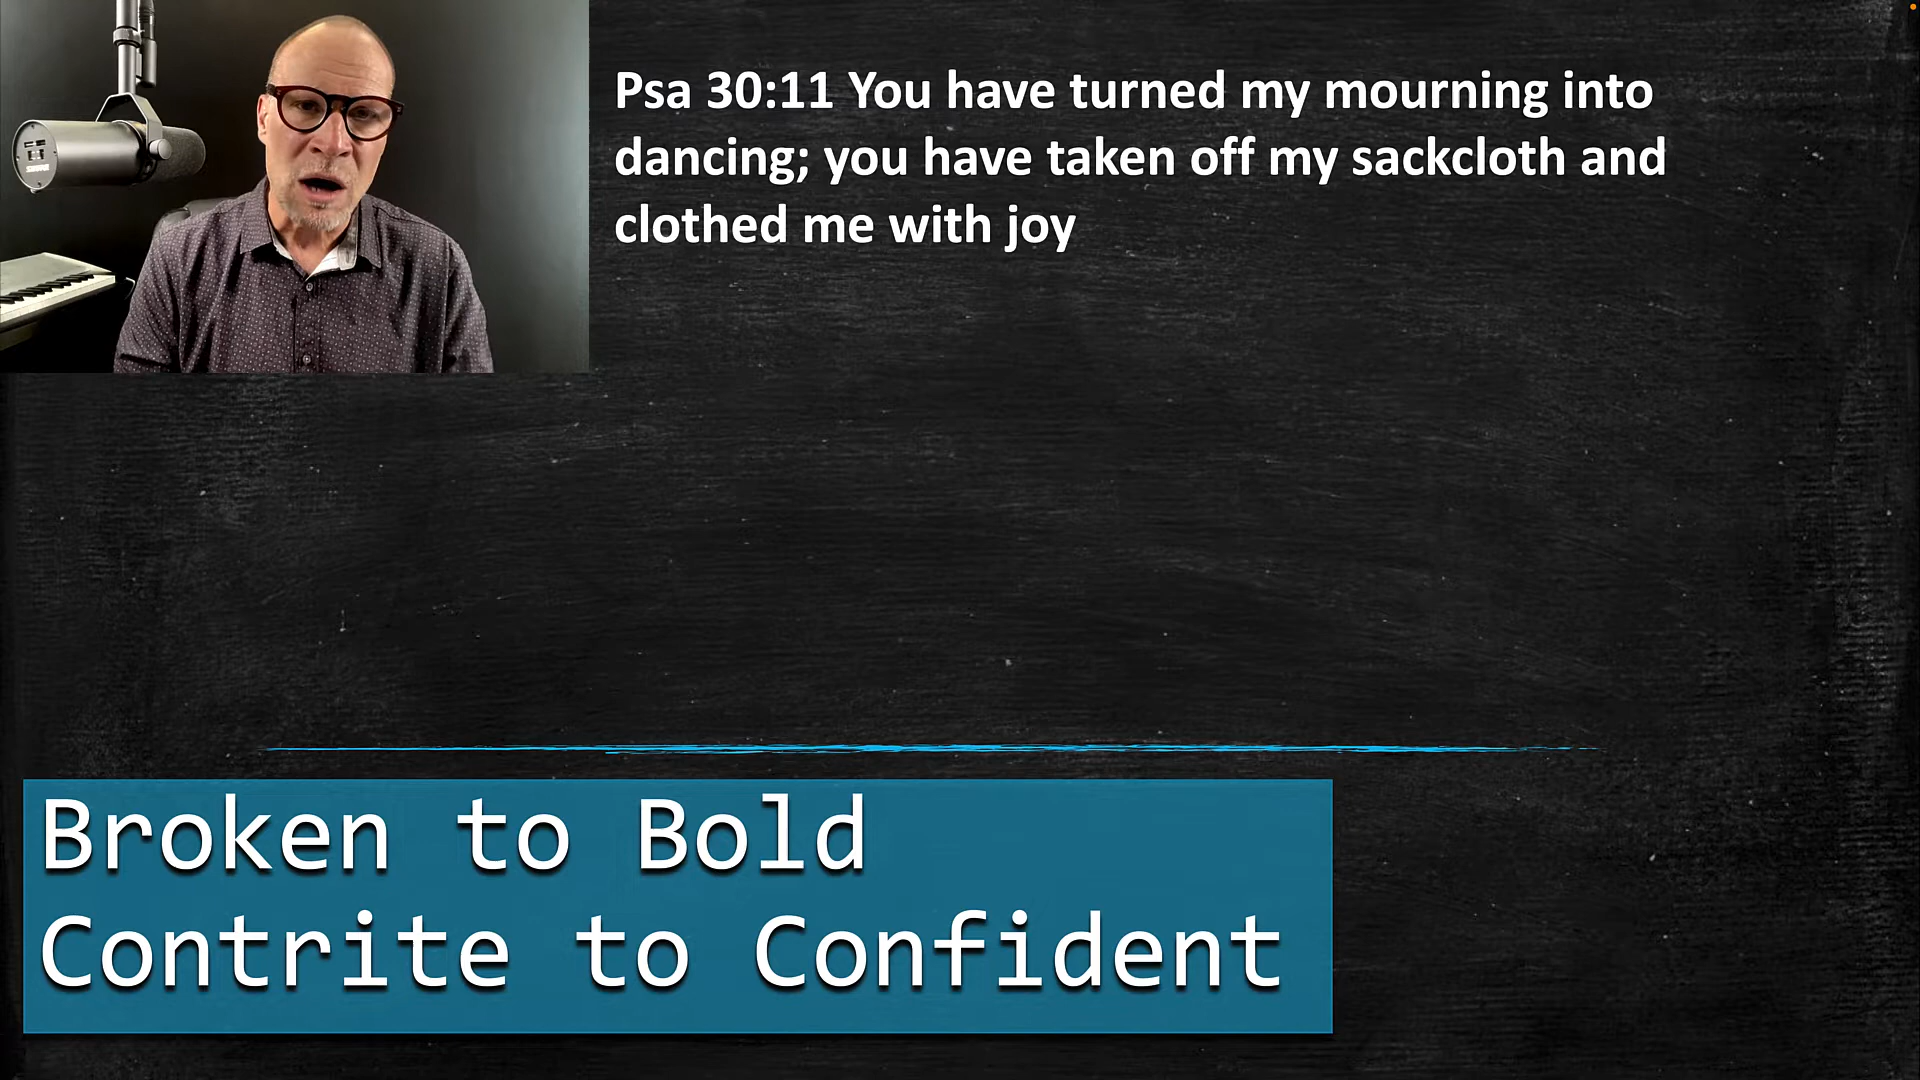 Psa 30:11 You have turned my mourning into
dancing; you have taken off my sackcloth and
clothed me with joy
SHURE
Broken to Bold
Contrite to Confident